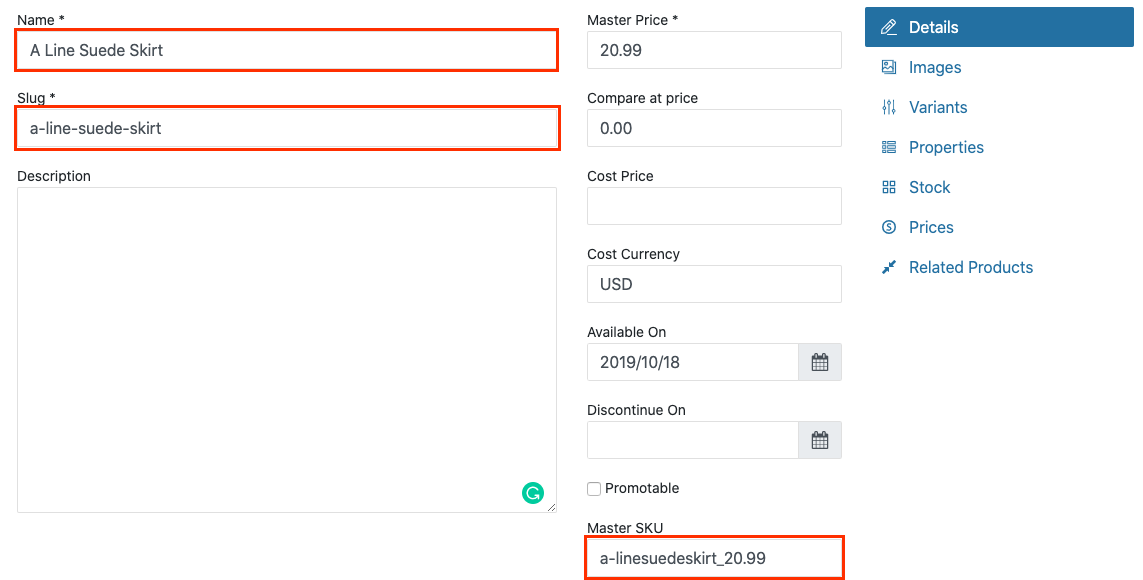 Name *
A Line Suede Skirt
Slug *
a-line-suede-skirt
Description
Master Price *
20.99
Compare at price
0.00
Cost Price
Cost Currency
USD
Available On
2019/10/18
Discontinue On
Promotable
Master SKU
a-linesuedeskirt_20.99
Details
Images
Variants
Properties
Stock
Prices
Related Products